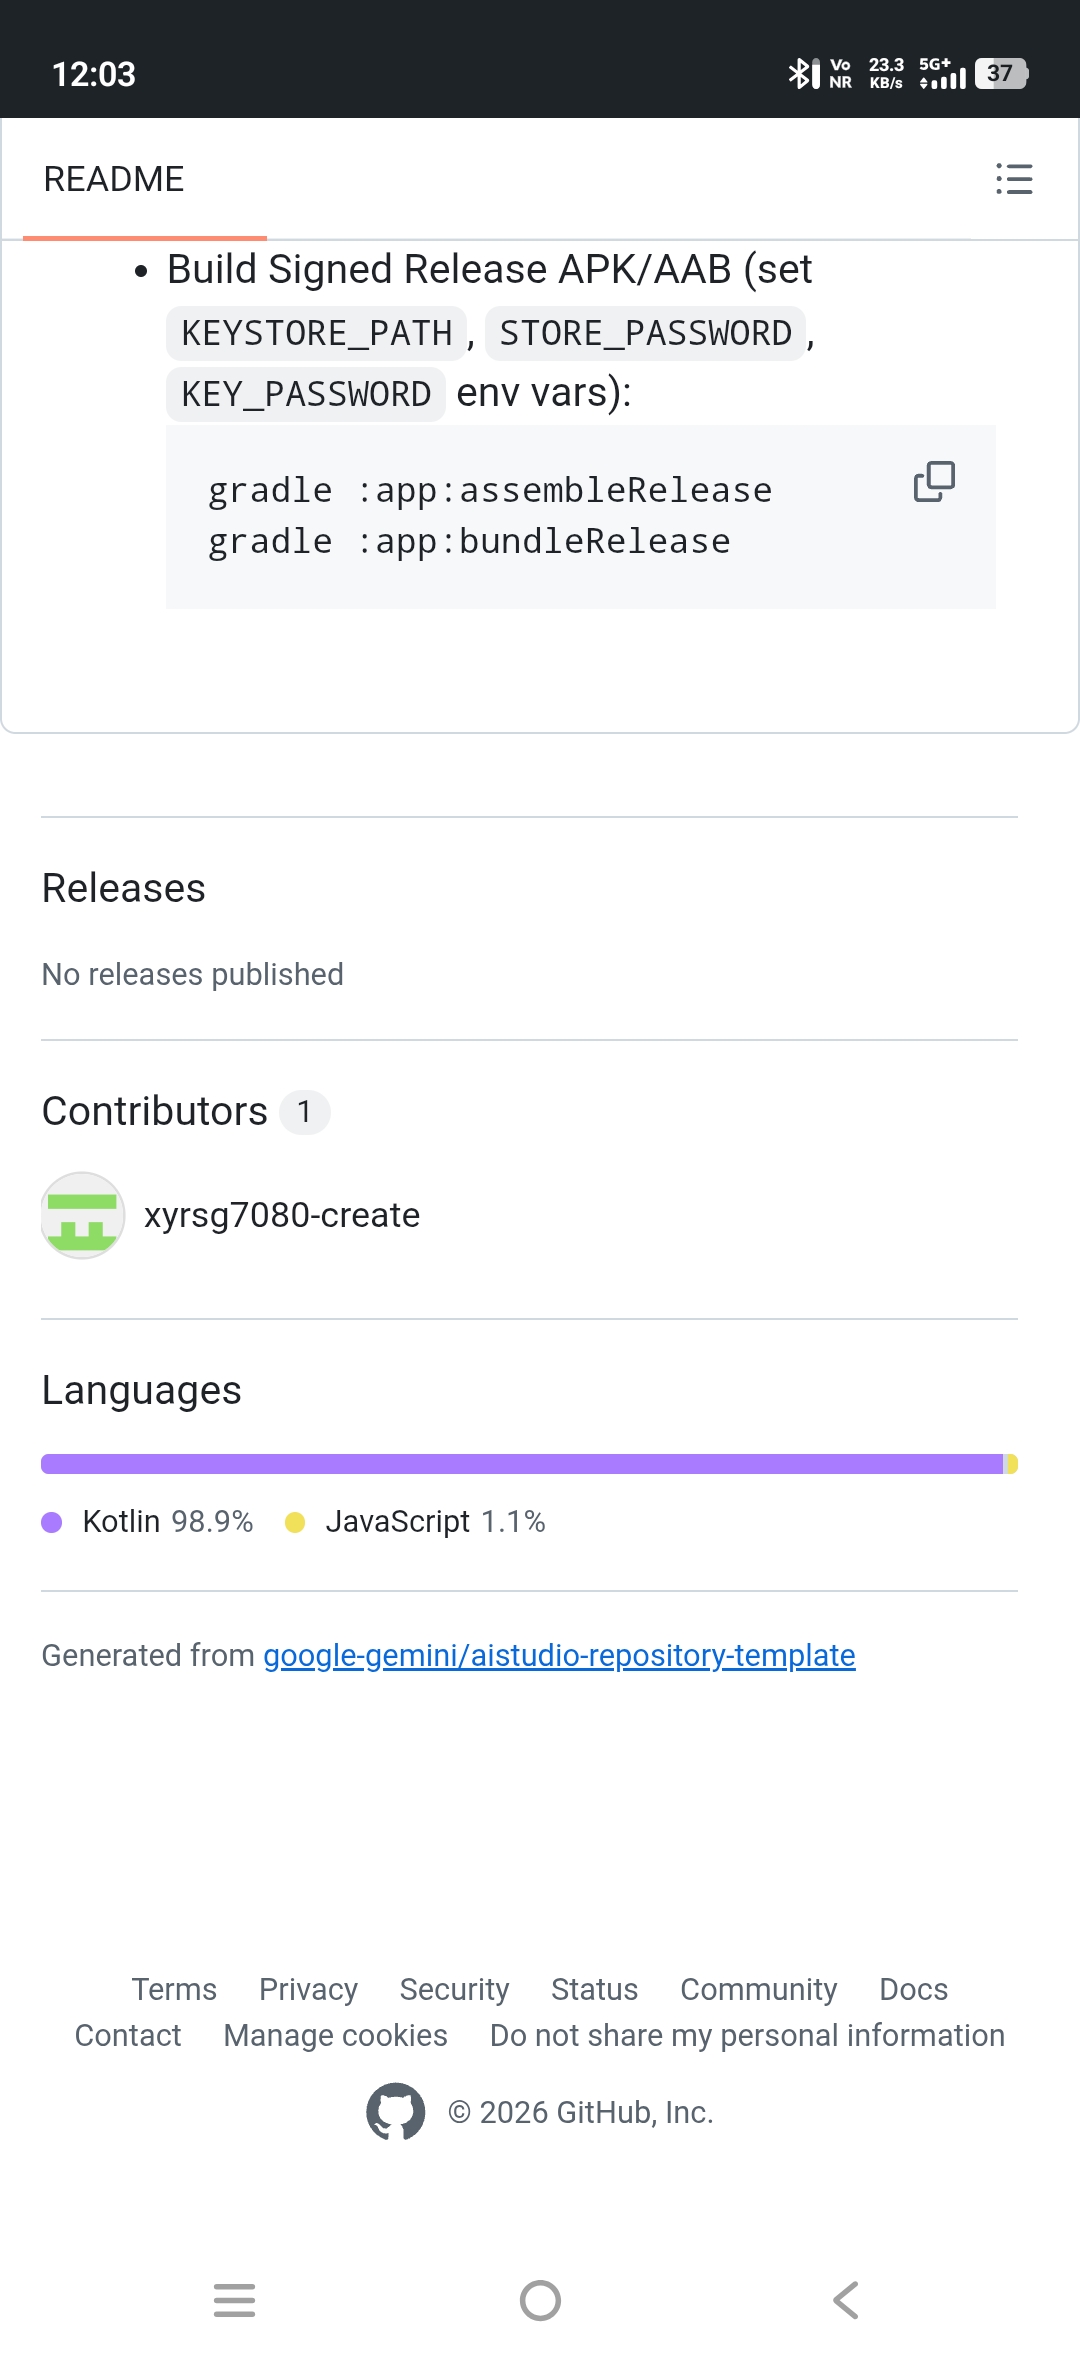 12:03
Vo NR 23.3 KB/s 5G+ 37
README
Build Signed Release APK/AAB (set
KEYSTORE_PATH, STORE_PASSWORD,
KEY_PASSWORD env vars):
gradle :app:assembleRelease
gradle :app:bundleRelease
Releases
No releases published
Contributors 1
xyrsg7080-create
Languages
Kotlin 98.9% JavaScript 1.1%
Generated from google-gemini/aistudio-repository-template
Terms Privacy Security Status Community Docs
Contact Manage cookies Do not share my personal information
© 2026 GitHub, Inc.